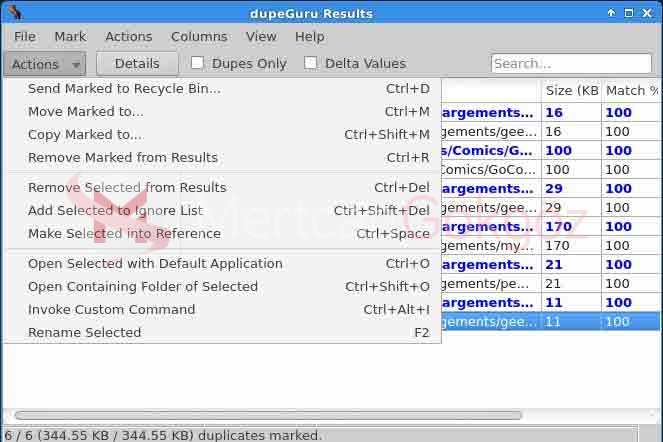 dupeGuru Results
File Mark Actions Columns View Help
Actions Details Dupes Only Delta Values Search...
Size (KB Match %
Send Marked to Recycle Bin... Ctrl+D
Move Marked to... Ctrl+M
Copy Marked to... Ctrl+Shift+M
Remove Marked from Results Ctrl+R
Remove Selected from Results Ctrl+Del
Add Selected to Ignore List Ctrl+Shift+Del
Make Selected into Reference Ctrl+Space
Open Selected with Default Application Ctrl+O
Open Containing Folder of Selected Ctrl+Shift+O
Invoke Custom Command Ctrl+Alt+I
Rename Selected F2
argements... 16 100
gements/gee... 16 100
s/Comics/G... 100 100
Comics/GoCo... 100 100
argements... 29 100
gements/gee... 29 100
argements... 170 100
gements/my... 170 100
argements... 21 100
gements/pe... 21 100
argements... 11 100
gements/gee... 11 100
Mertcan Gökgöz
6 / 6 (344.55 KB / 344.55 KB) duplicates marked.